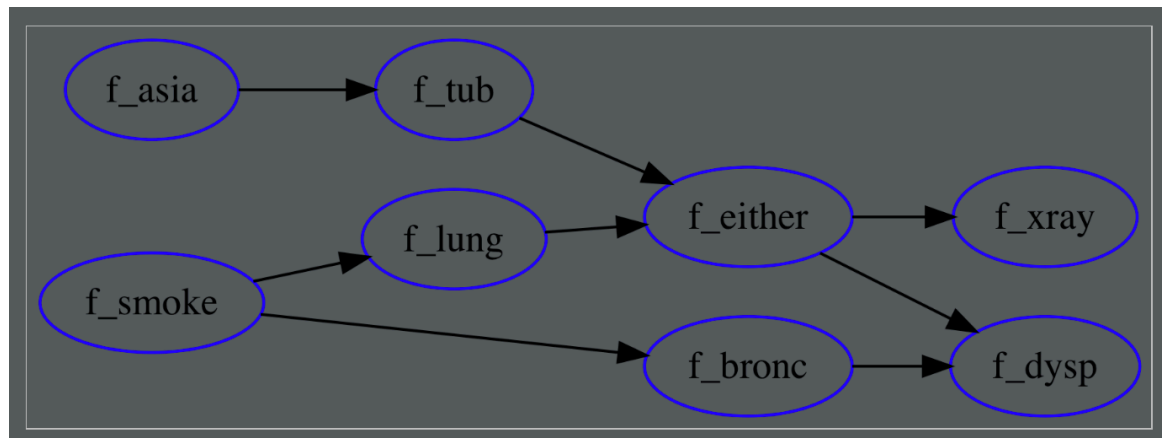 f_asia
f_tub
f_either
f_xray
f_lung
f_smoke
f_bronc
f_dysp